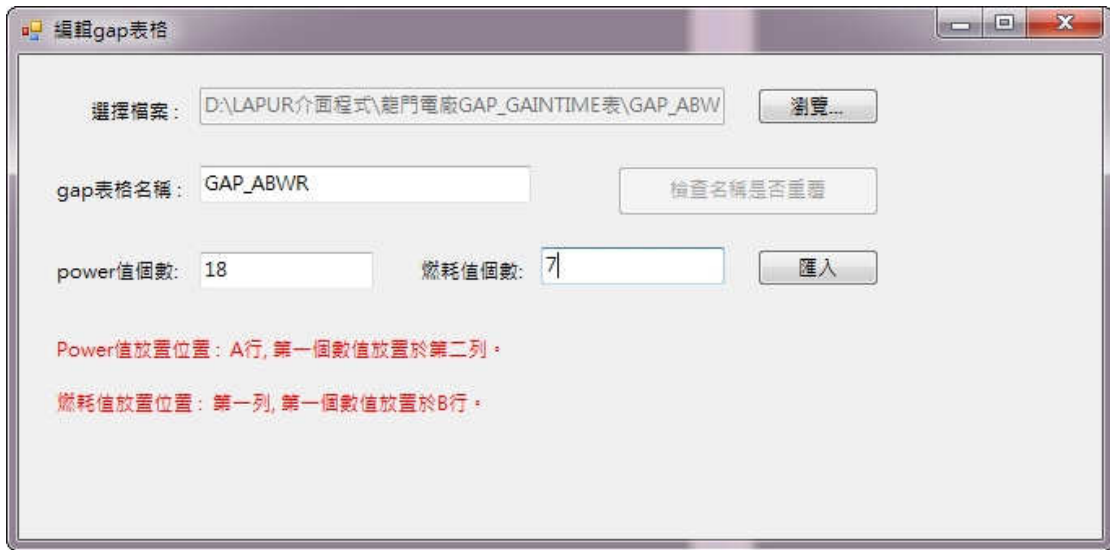 編輯gap表格
選擇檔案： D:\LAPUR介面程式\龍門電廠GAP_GAINTIME表\GAP_ABW 瀏覽...
gap表格名稱： GAP_ABWR 檢查名稱是否重覆
power值個數: 18 燃耗值個數: 7 匯入
Power值放置位置： A行, 第一個數值放置於第二列。
燃耗值放置位置： 第一列, 第一個數值放置於B行。